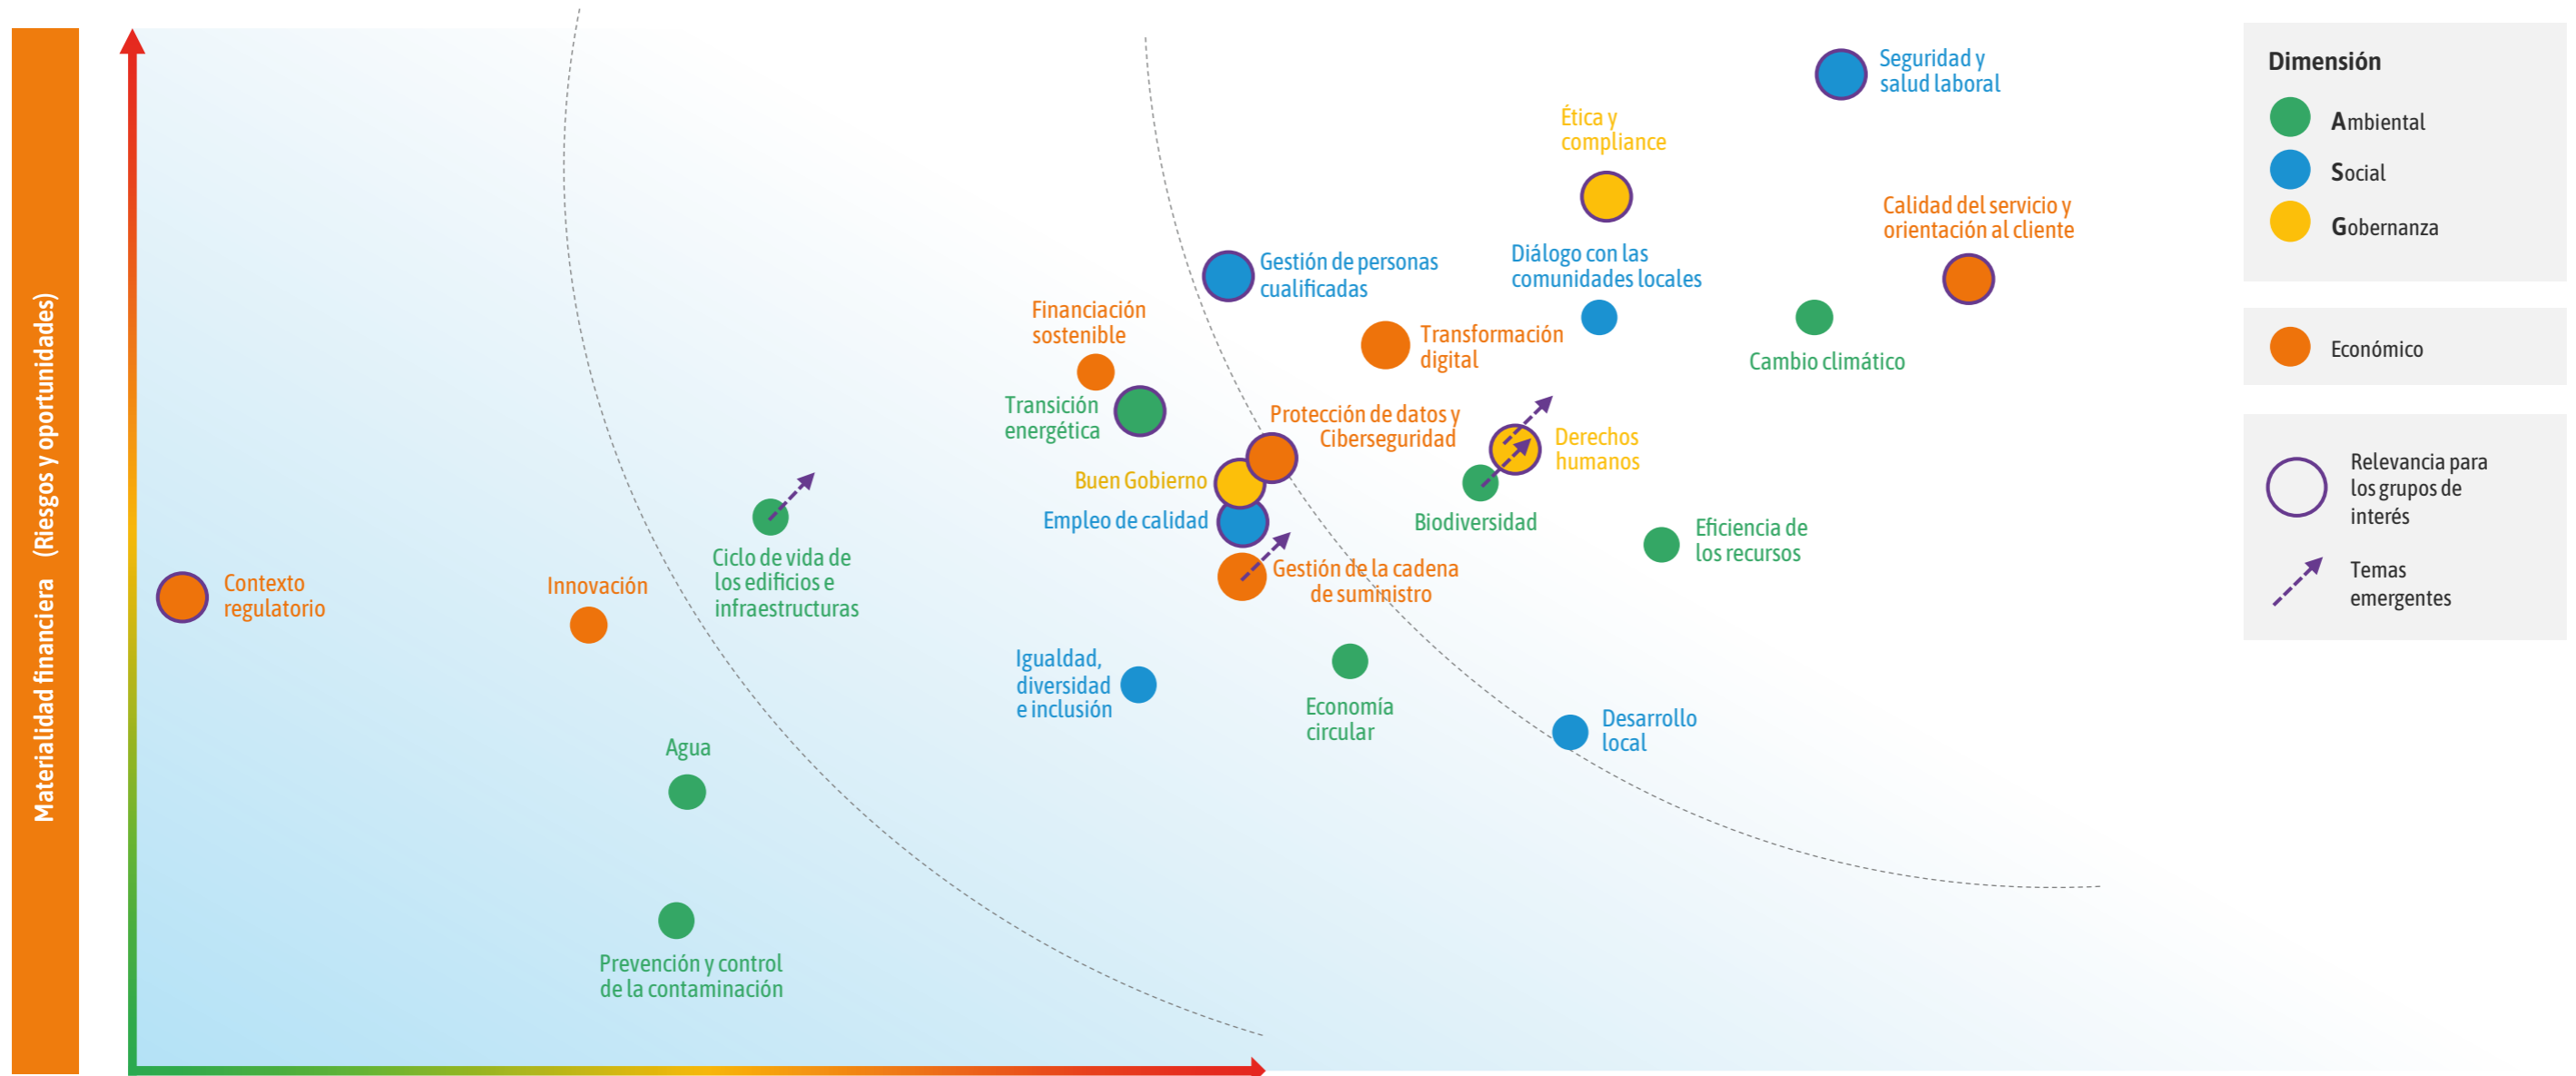 Materialidad financiera (Riesgos y oportunidades)
Seguridad y
salud laboral
Ética y
compliance
Calidad del servicio y
orientación al cliente
Diálogo con las
comunidades locales
Gestión de personas
cualificadas
Financiación
sostenible
Transformación
digital
Cambio climático
Transición
energética
Protección de datos y
Ciberseguridad
Derechos
humanos
Buen Gobierno
Empleo de calidad
Biodiversidad
Eficiencia de
los recursos
Ciclo de vida de
los edificios e
infraestructuras
Gestión de la cadena
de suministro
Contexto
regulatorio
Innovación
Igualdad,
diversidad
e inclusión
Economía
circular
Desarrollo
local
Agua
Prevención y control
de la contaminación
Dimensión
Ambiental
Social
Gobernanza
Económico
Relevancia para
los grupos de
interés
Temas
emergentes